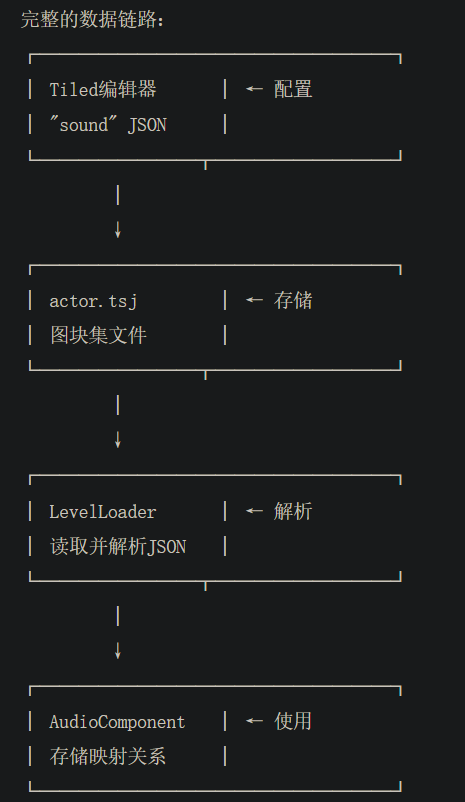 完整的数据链路：
Tiled编辑器 ← 配置
"sound" JSON
↓
actor.tsj ← 存储
图块集文件
↓
LevelLoader ← 解析
读取并解析JSON
↓
AudioComponent ← 使用
存储映射关系